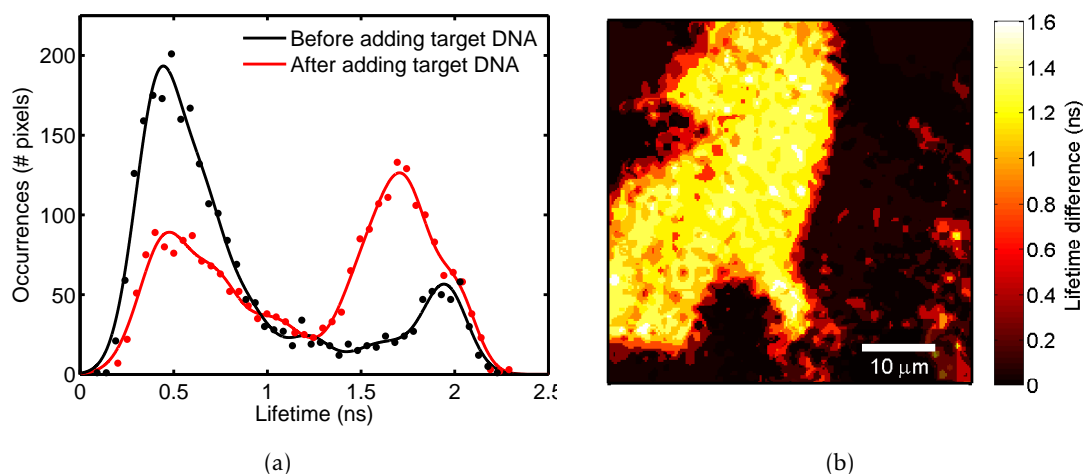 200
150
100
50
0
Occurrences (# pixels)
Before adding target DNA
After adding target DNA
0
0.5
1
1.5
2
2.5
Lifetime (ns)
(a)
10 μm
1.6
1.4
1.2
1
0.8
0.6
0.4
0.2
0
Lifetime difference (ns)
(b)